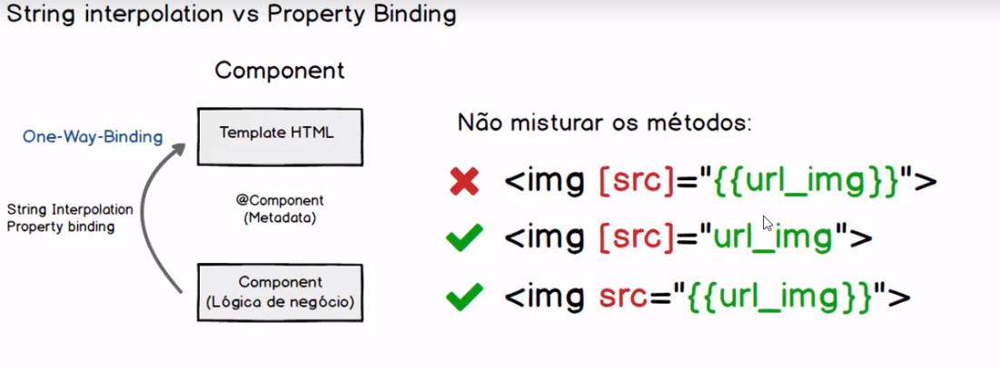 String interpolation vs Property Binding
Component
One-Way-Binding
Template HTML
String Interpolation
Property binding
@Component
(Metadata)
Component
(Lógica de negócio)
Não misturar os métodos:
<img [src]="{{url_img}}">
<img [src]="url_img">
<img src="{{url_img}}">